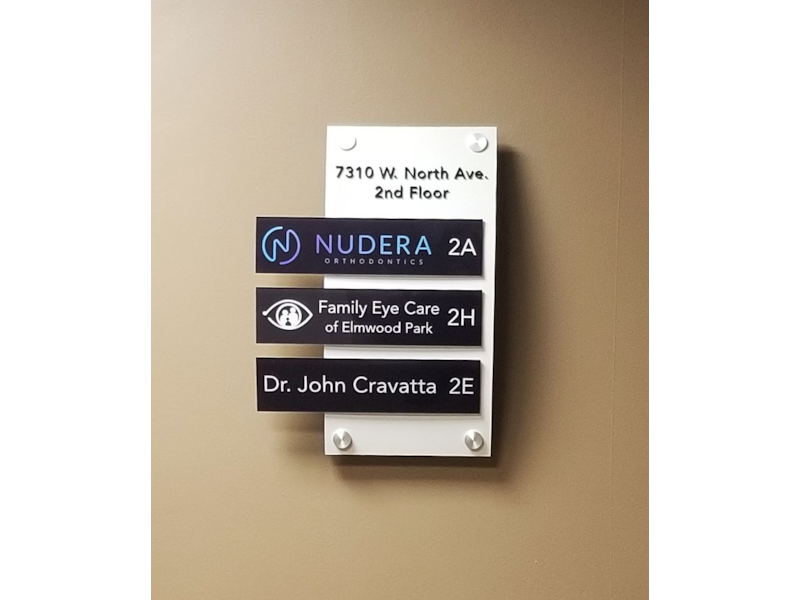 7310 W. North Ave.
2nd Floor
NUDERA 2A
ORTHODONTICS
Family Eye Care 2H
of Elmwood Park
Dr. John Cravatta 2E